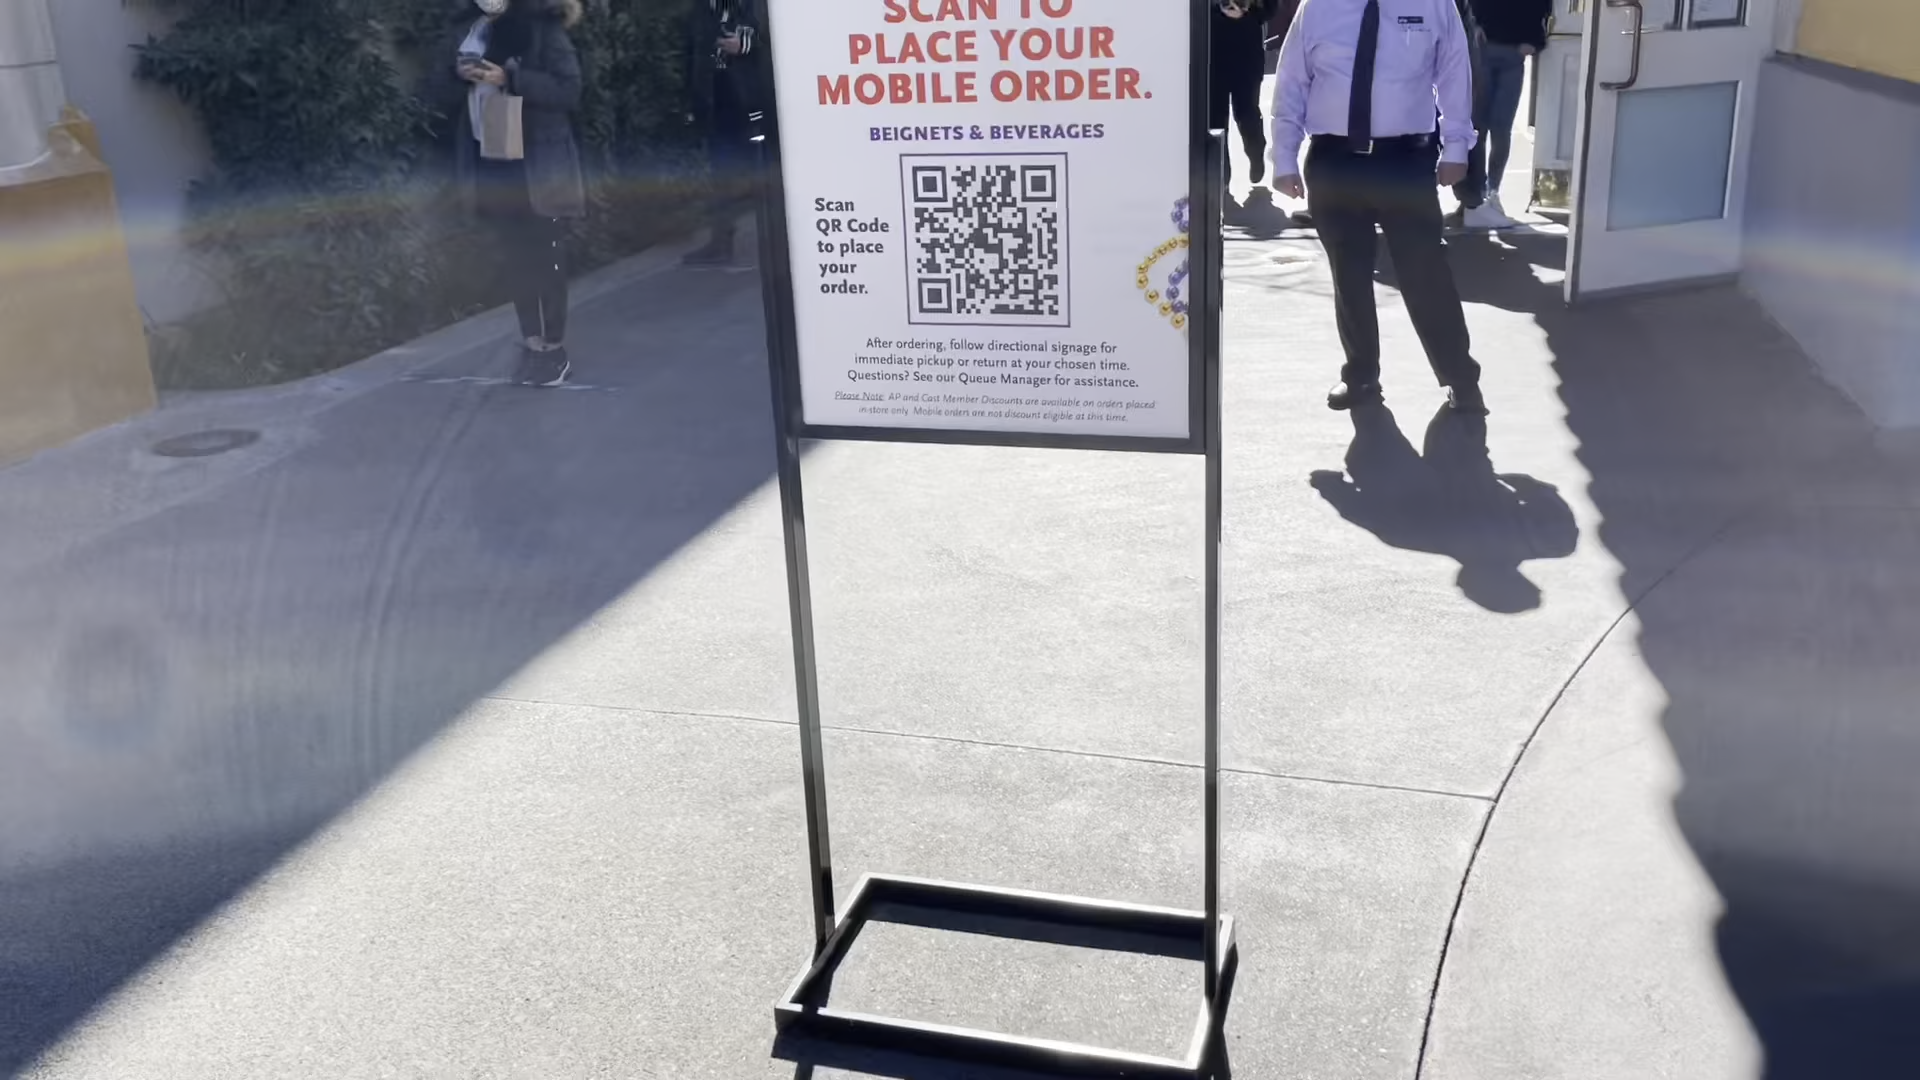 SCAN TO
PLACE YOUR
MOBILE ORDER.
BEIGNETS & BEVERAGES
Scan
QR Code
to place
your
order.
After ordering, follow directional signage for
immediate pickup or return at your chosen time.
Questions? See our Queue Manager for assistance.
Please Note: AP and Cast Member Discounts are available on orders placed
in-store only. Mobile orders are not discount eligible at this time.